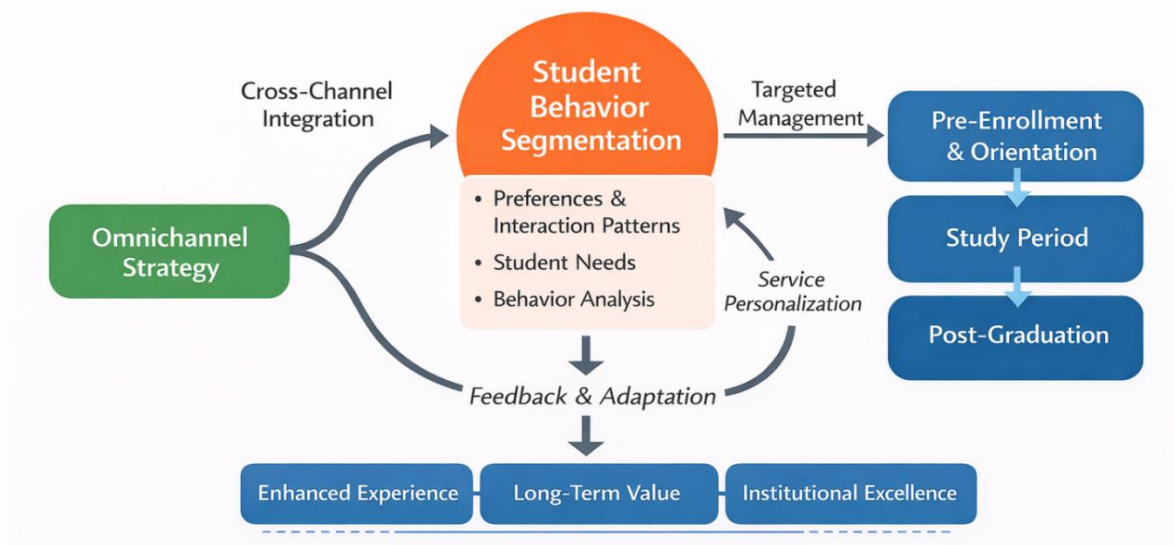 Cross-Channel
Integration
Student
Behavior
Segmentation
Targeted
Management
Pre-Enrollment
& Orientation
• Preferences &
Interaction Patterns
• Student Needs
• Behavior Analysis
Omnichannel
Strategy
Study Period
Service
Personalization
Post-Graduation
Feedback & Adaptation
Enhanced Experience
Long-Term Value
Institutional Excellence